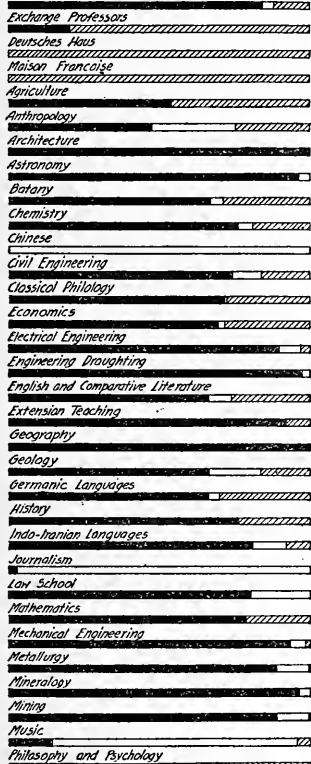 Exchange Professors
Deutsches Haus
Maison Francaise
Agriculture
Anthropology
Architecture
Astronomy
Botany
Chemistry
Chinese
Civil Engineering
Classical Philology
Economics
Electrical Engineering
Engineering Draughting
English and Comparative Literature
Extension Teaching
Geography
Geology
Germanic Languages
History
Indo-Iranian Languages
Journalism
Law School
Mathematics
Mechanical Engineering
Metallurgy
Mineralogy
Mining
Music
Philosophy and Psychology